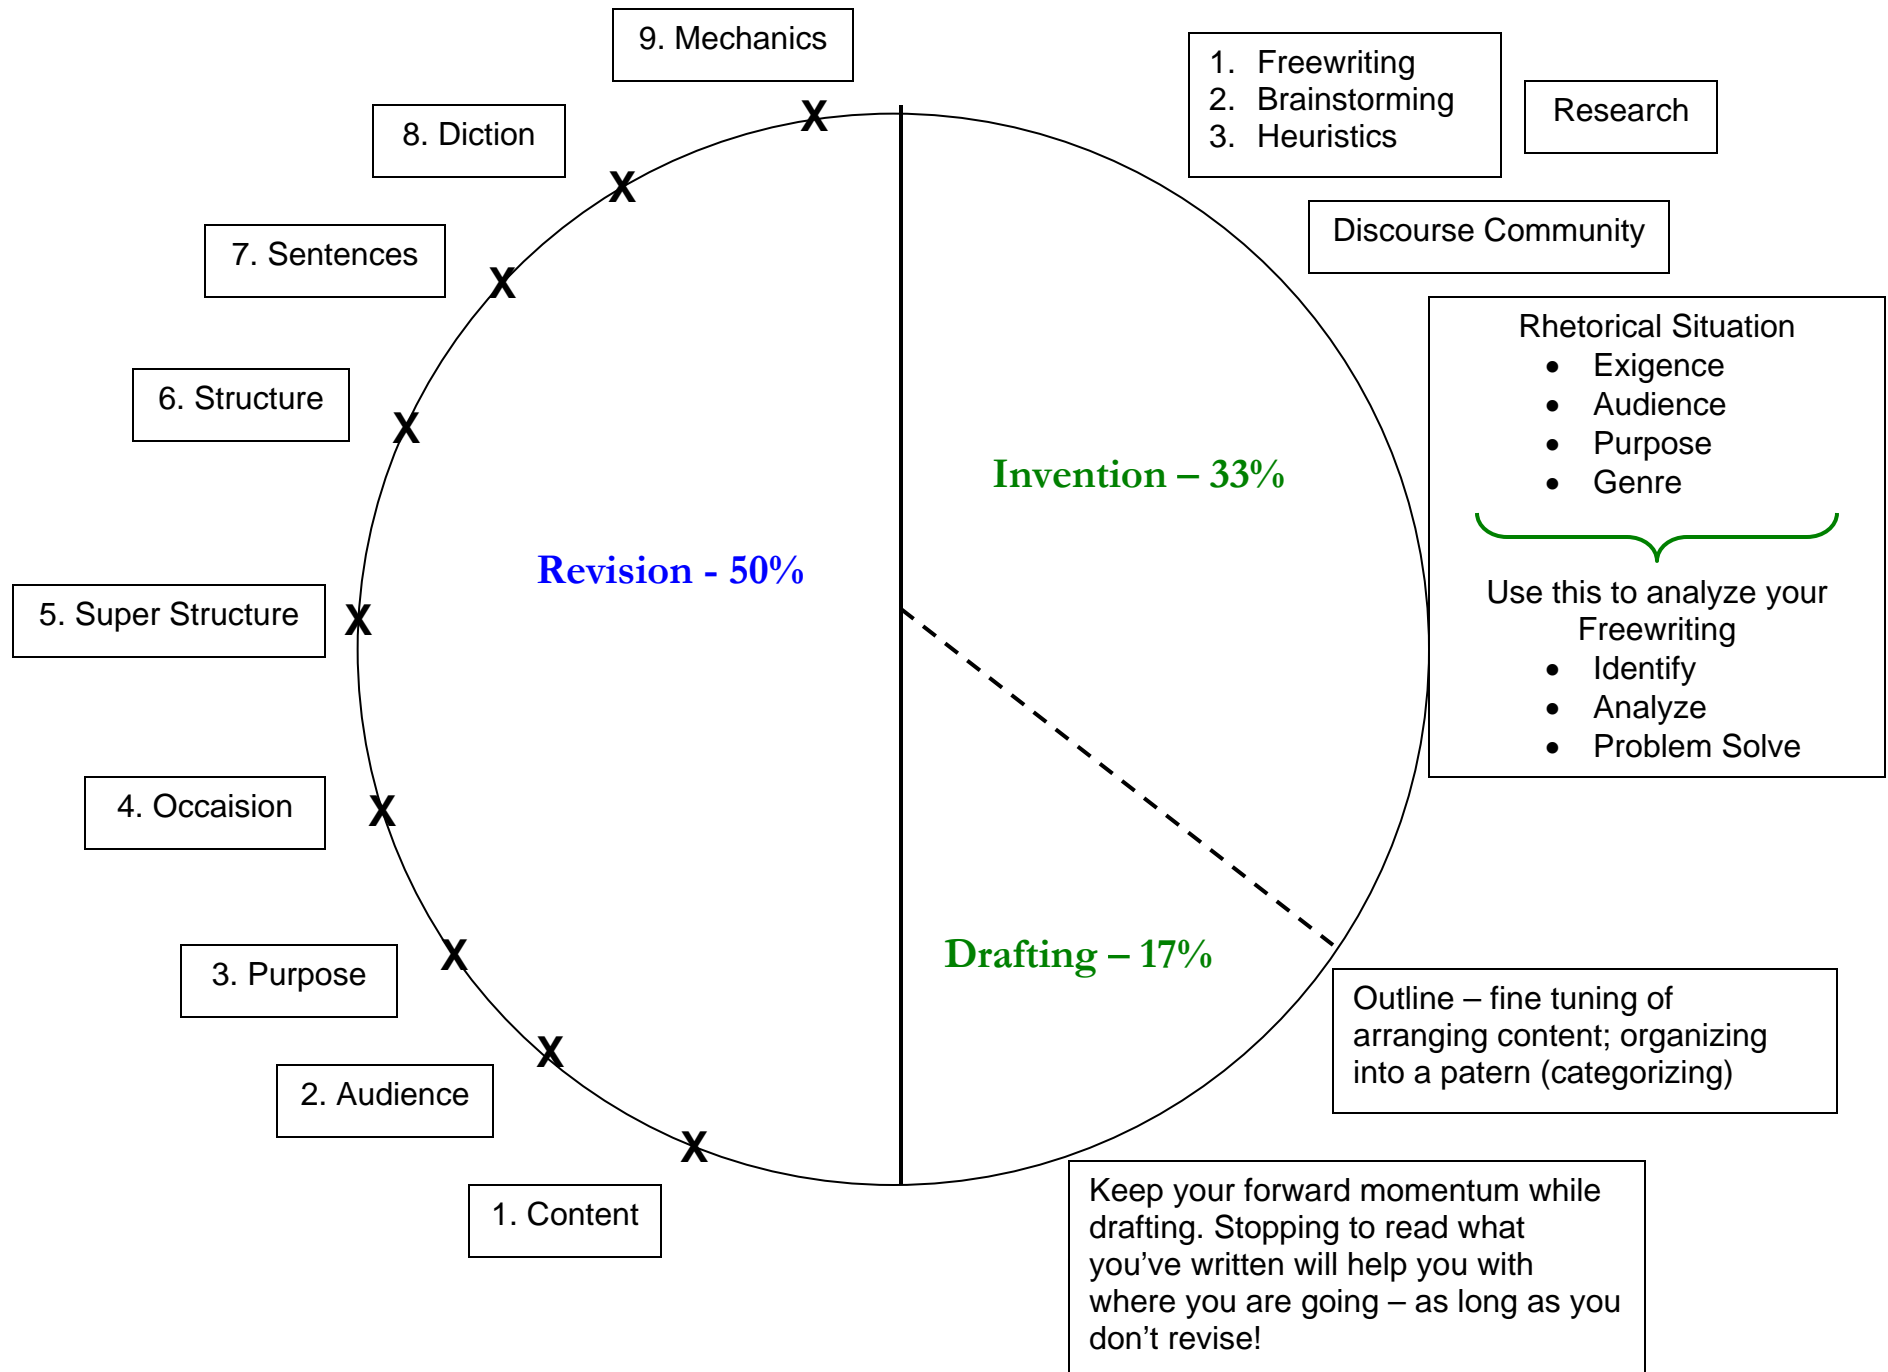 9. Mechanics
8. Diction
7. Sentences
6. Structure
5. Super Structure
4. Occaision
3. Purpose
2. Audience
1. Content
Revision - 50%
Invention – 33%
Drafting – 17%
1. Freewriting
2. Brainstorming
3. Heuristics
Research
Discourse Community
Rhetorical Situation
• Exigence
• Audience
• Purpose
• Genre
Use this to analyze your
Freewriting
• Identify
• Analyze
• Problem Solve
Outline – fine tuning of
arranging content; organizing
into a patern (categorizing)
Keep your forward momentum while
drafting. Stopping to read what
you've written will help you with
where you are going – as long as you
don't revise!